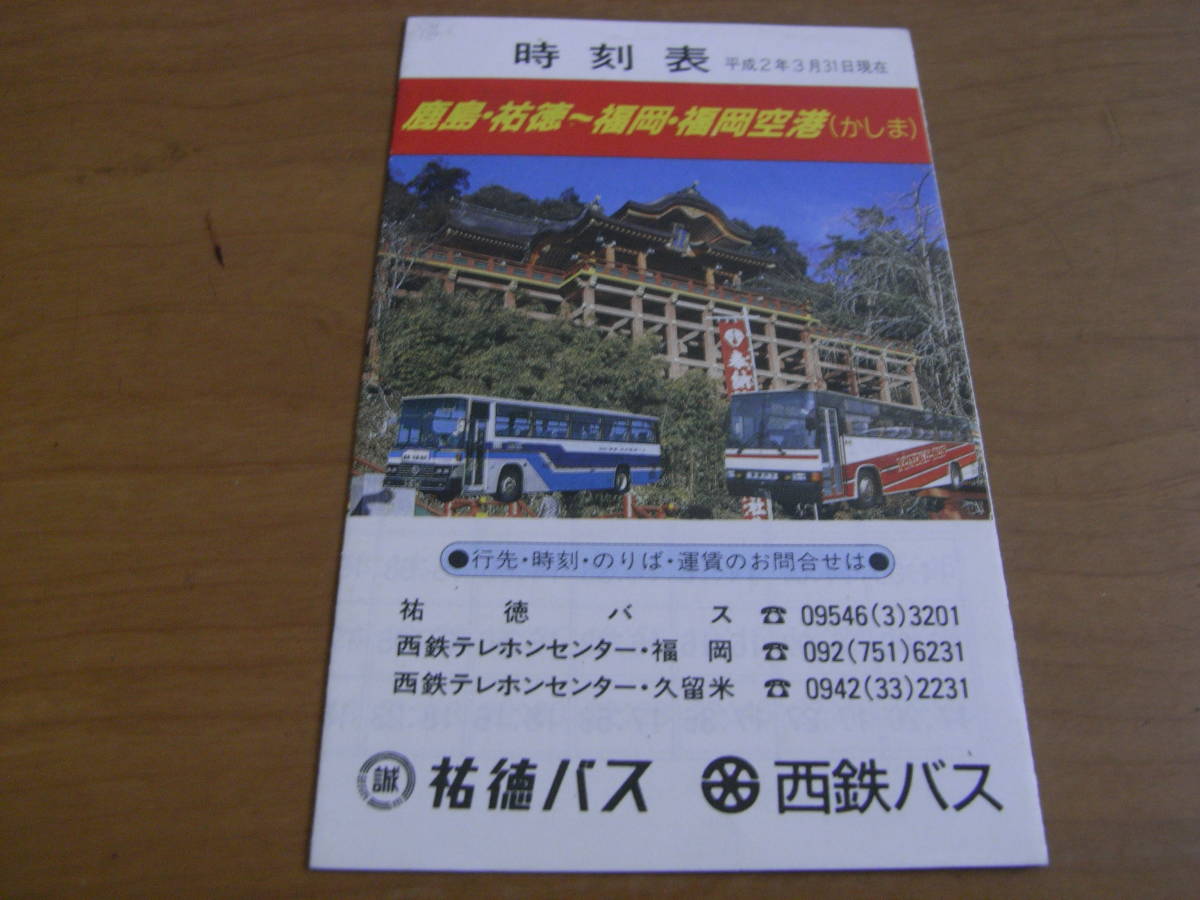 時刻表 平成2年3月31日現在
鹿島・祐徳～福岡・福岡空港(かしま)
奉納
社
●行先・時刻・のりば・運賃のお問合せは●
祐徳バス ☎ 09546(3)3201
西鉄テレホンセンター・福岡 ☎ 092(751)6231
西鉄テレホンセンター・久留米 ☎ 0942(33)2231
誠 祐徳バス 西鉄バス